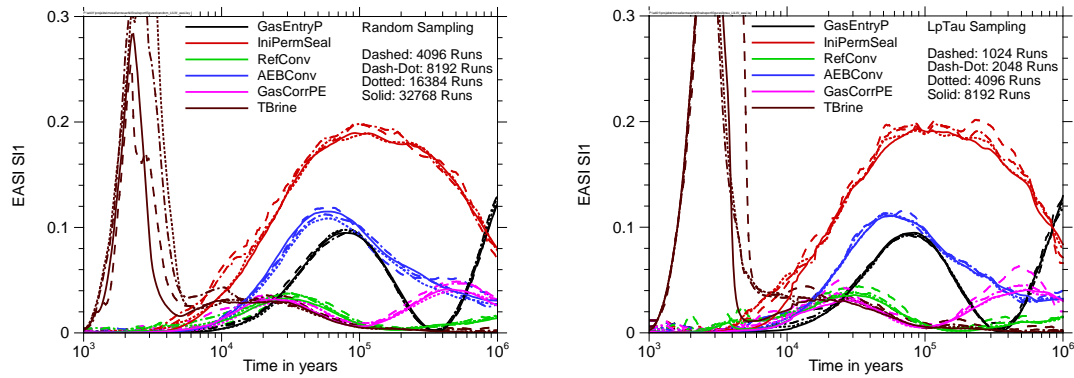 0.3
0.2
0.1
0
EASI SI1
GasEntryP
IniPermSeal
RefConv
AEBConv
GasCorrPE
TBrine
Random Sampling
Dashed: 4096 Runs
Dash-Dot: 8192 Runs
Dotted: 16384 Runs
Solid: 32768 Runs
10³ 10⁴ 10⁵ 10⁶
Time in years
0.3
0.2
0.1
0
EASI SI1
GasEntryP
IniPermSeal
RefConv
AEBConv
GasCorrPE
TBrine
LpTau Sampling
Dashed: 1024 Runs
Dash-Dot: 2048 Runs
Dotted: 4096 Runs
Solid: 8192 Runs
10³ 10⁴ 10⁵ 10⁶
Time in years